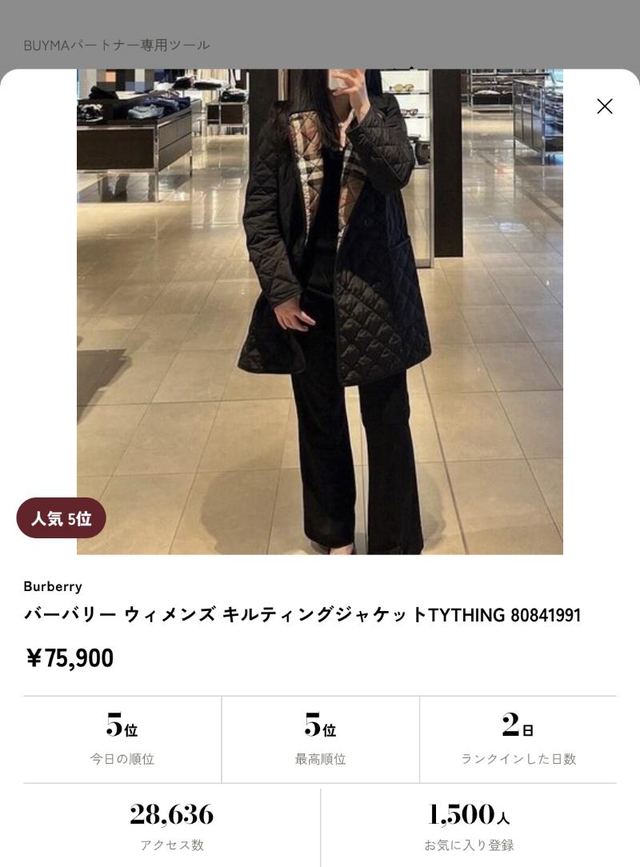 BUYMAパートナー専用ツール
人気 5位
Burberry
バーバリー ウィメンズ キルティングジャケットTYTHING 80841991
¥75,900
5位 5位 2日
今日の順位 最高順位 ランクインした日数
28,636 1,500人
アクセス数 お気に入り登録